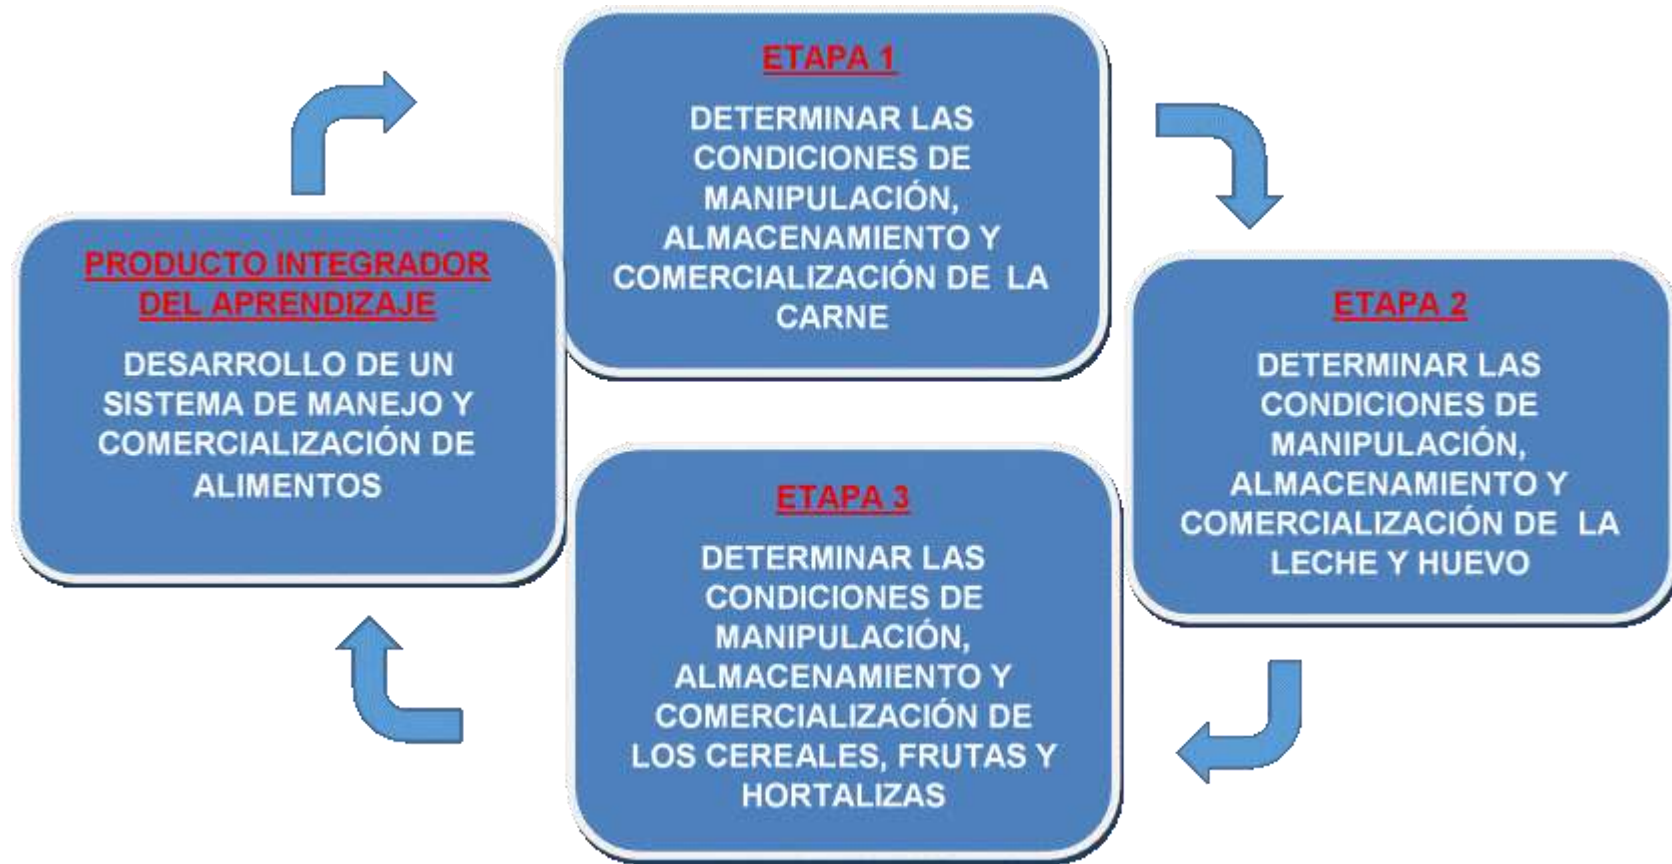 ETAPA 1
DETERMINAR LAS
CONDICIONES DE
MANIPULACIÓN,
ALMACENAMIENTO Y
COMERCIALIZACIÓN DE LA
CARNE
PRODUCTO INTEGRADOR
DEL APRENDIZAJE
DESARROLLO DE UN
SISTEMA DE MANEJO Y
COMERCIALIZACIÓN DE
ALIMENTOS
ETAPA 2
DETERMINAR LAS
CONDICIONES DE
MANIPULACIÓN,
ALMACENAMIENTO Y
COMERCIALIZACIÓN DE LA
LECHE Y HUEVO
ETAPA 3
DETERMINAR LAS
CONDICIONES DE
MANIPULACIÓN,
ALMACENAMIENTO Y
COMERCIALIZACIÓN DE
LOS CEREALES, FRUTAS Y
HORTALIZAS